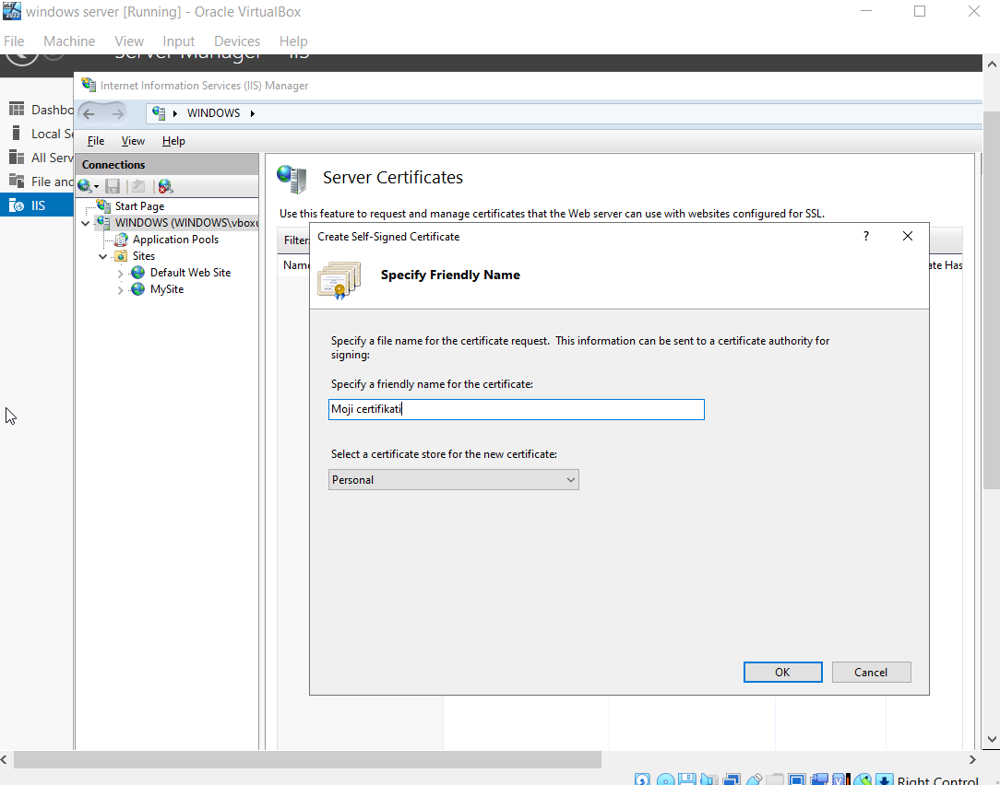 windows server [Running] - Oracle VirtualBox
File Machine View Input Devices Help
Server Manager IIS
Internet Information Services (IIS) Manager
WINDOWS
File View Help
Dashbo
Local Se
All Serv
File and
IIS
Connections
Start Page
WINDOWS (WINDOWS\vboxu
Application Pools
Sites
Default Web Site
MySite
Server Certificates
Use this feature to request and manage certificates that the Web server can use with websites configured for SSL.
Filter:
Name
ate Has
Create Self-Signed Certificate
?
Specify Friendly Name
Specify a file name for the certificate request. This information can be sent to a certificate authority for
signing:
Specify a friendly name for the certificate:
Moji certifikati
Select a certificate store for the new certificate:
Personal
OK Cancel
Right Control